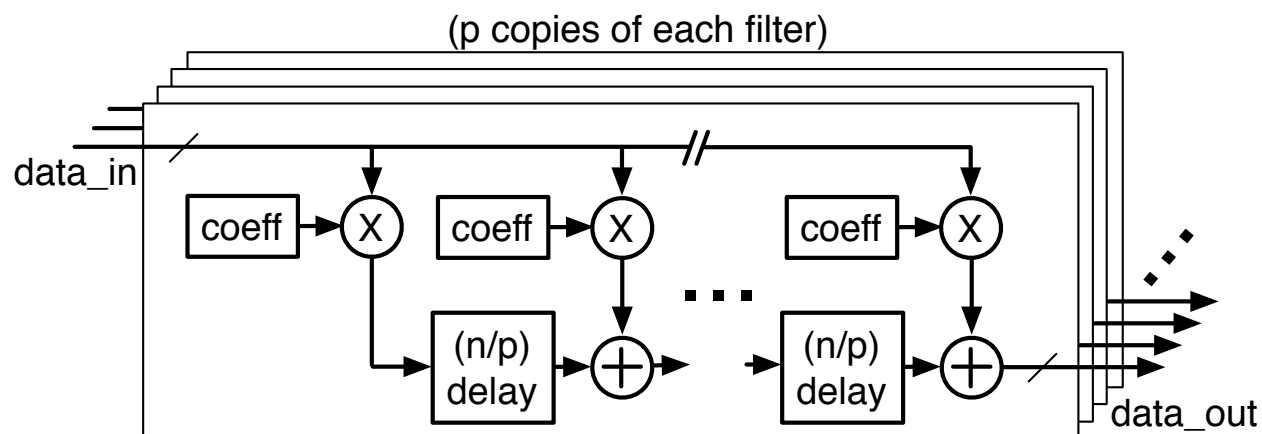 (p copies of each filter)
data_in
coeff X coeff X coeff X
(n/p) (n/p)
delay delay
data_out